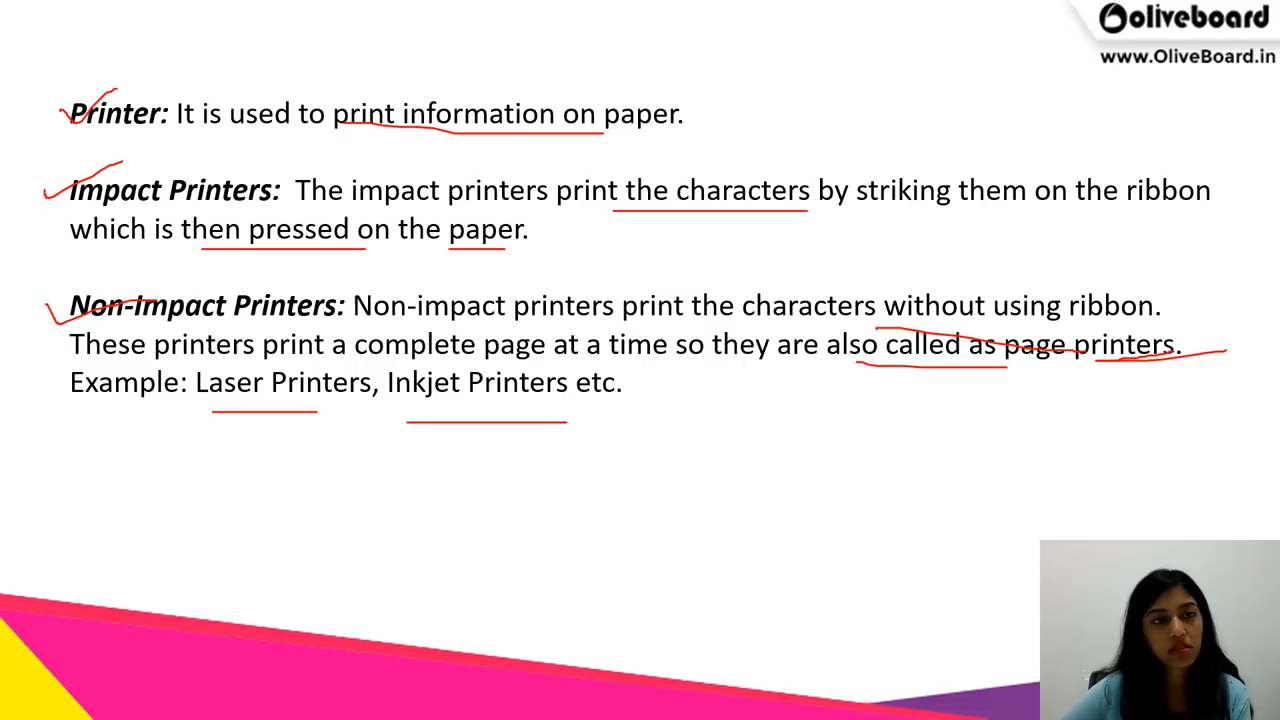 oliveboard
www.OliveBoard.in
Printer: It is used to print information on paper.
Impact Printers: The impact printers print the characters by striking them on the ribbon
which is then pressed on the paper.
Non-Impact Printers: Non-impact printers print the characters without using ribbon.
These printers print a complete page at a time so they are also called as page printers.
Example: Laser Printers, Inkjet Printers etc.